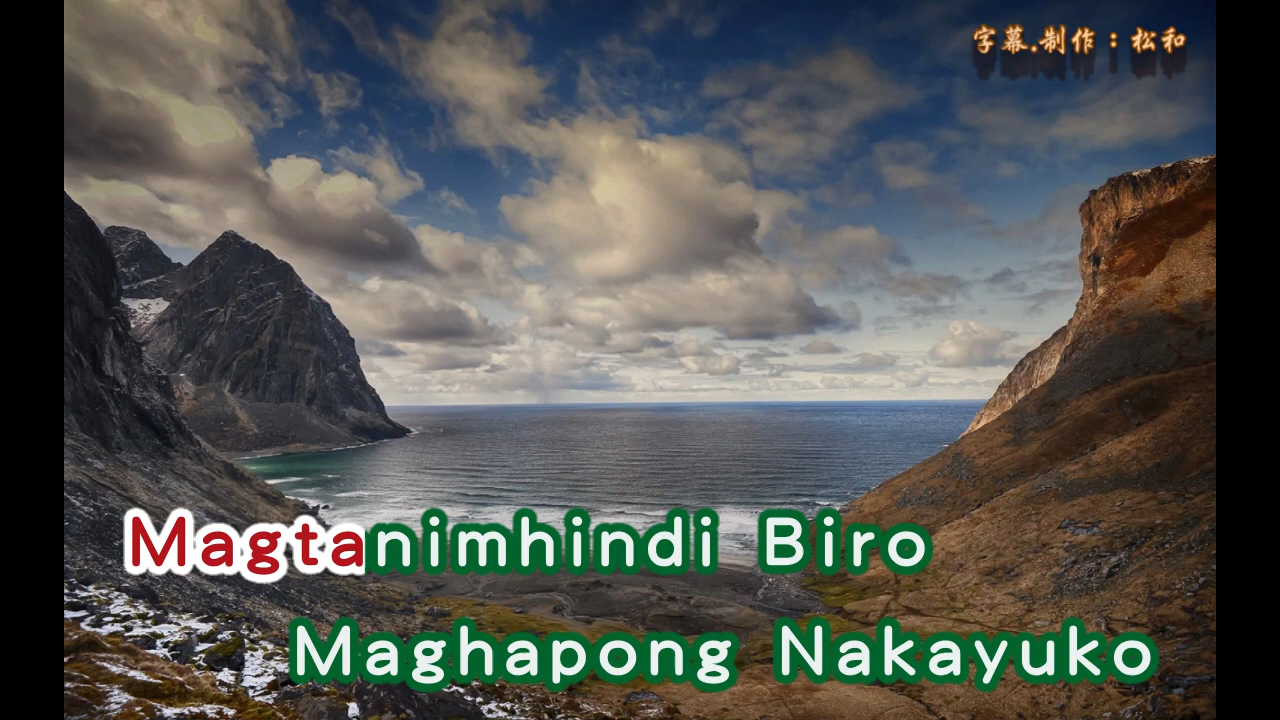 字幕.制作：松和
Magtanimhindi Biro
Maghapong Nakayuko